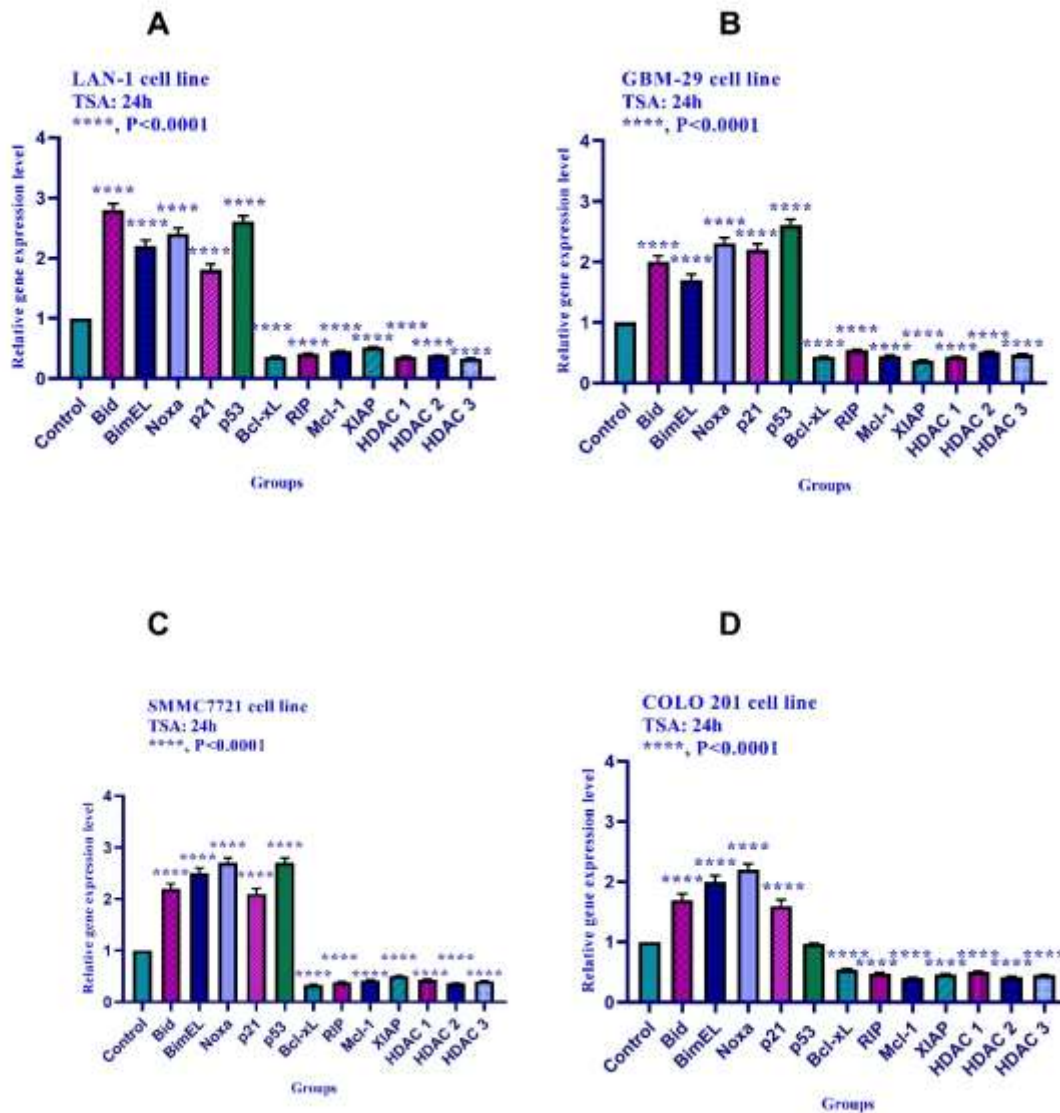 A
LAN-1 cell line
TSA: 24h
****, P<0.0001
Relative gene expression level
4
3
2
1
0
**** **** **** **** **** **** **** **** **** **** **** ****
Control Bid BimEL Noxa p21 p53 Bcl-xL RIP Mcl-1 XIAP HDAC 1 HDAC 2 HDAC 3
Groups
B
GBM-29 cell line
TSA: 24h
****, P<0.0001
Relative gene expression level
4
3
2
1
0
**** **** **** **** **** **** **** **** **** **** **** ****
Control Bid BimEL Noxa p21 p53 Bcl-xL RIP Mcl-1 XIAP HDAC 1 HDAC 2 HDAC 3
Groups
C
SMMC7721 cell line
TSA: 24h
****, P<0.0001
Relative gene expression level
4
3
2
1
0
**** **** **** **** **** **** **** **** **** **** **** ****
Control Bid BimEL Noxa p21 p53 Bcl-xL RIP Mcl-1 XIAP HDAC 1 HDAC 2 HDAC 3
Groups
D
COLO 201 cell line
TSA: 24h
****, P<0.0001
Relative gene expression level
4
3
2
1
0
**** **** **** **** **** **** **** **** **** **** ****
Control Bid BimEL Noxa p21 p53 Bcl-xL RIP Mcl-1 XIAP HDAC 1 HDAC 2 HDAC 3
Groups